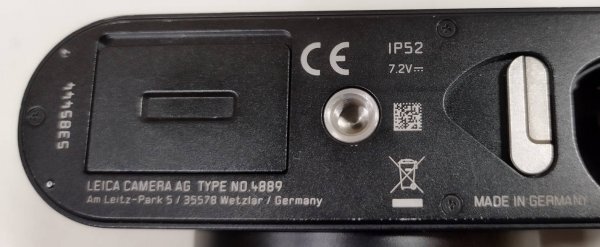 CE
IP52
7.2V⎓
5385444
LEICA CAMERA AG TYPE NO.4889
Am Leitz-Park 5 / 35578 Wetzlar / Germany
MADE IN GERMANY